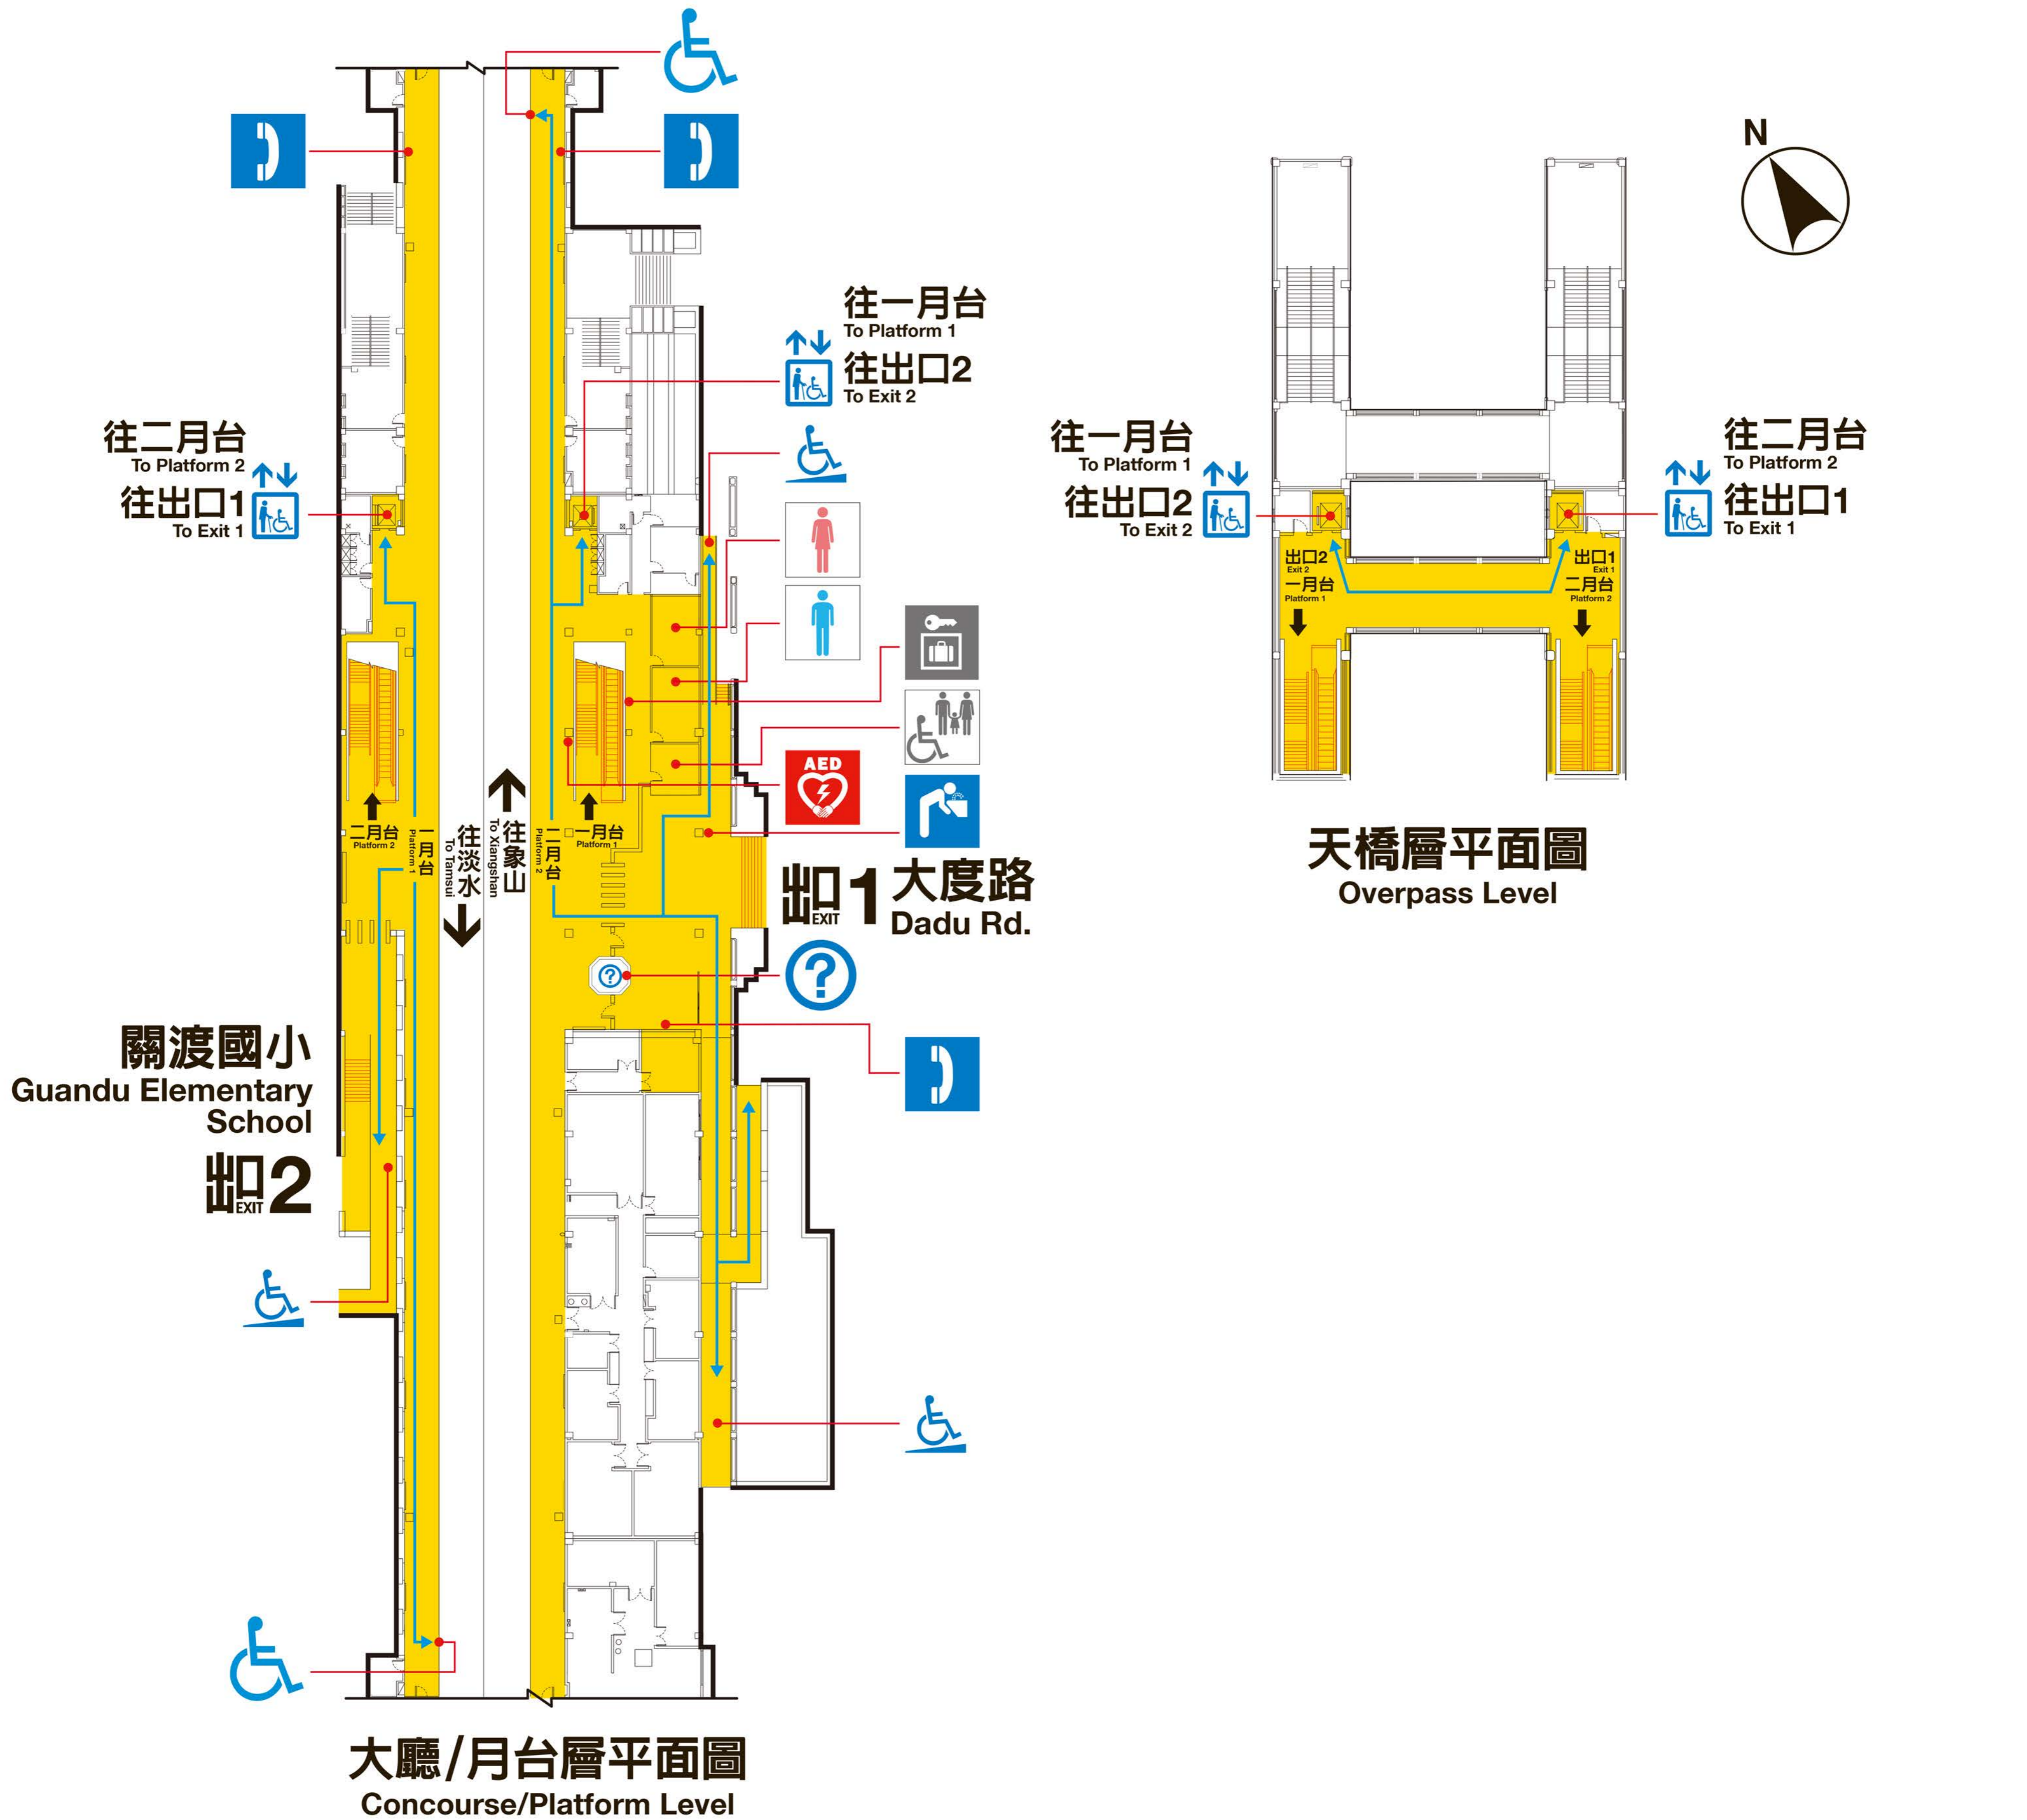 N
往一月台
To Platform 1
往出口2
To Exit 2
往二月台
To Platform 2
往出口1
To Exit 1
往一月台
To Platform 1
往出口2
To Exit 2
往二月台
To Platform 2
往出口1
To Exit 1
出口2
Exit 2
一月台
Platform 1
出口1
Exit 1
二月台
Platform 2
AED
二月台
Platform 2
一月台
Platform 1
往淡水
To Tamsui
往象山
To Xiangshan
二月台
Platform 2
一月台
Platform 1
出口
EXIT
1
大度路
Dadu Rd.
天橋層平面圖
Overpass Level
?
?
關渡國小
Guandu Elementary
School
出口
EXIT
2
大廳/月台層平面圖
Concourse/Platform Level